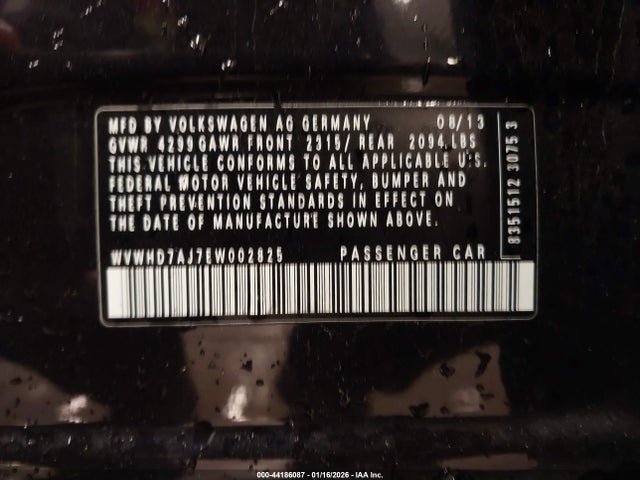 MFD BY VOLKSWAGEN AG GERMANY 08/13
GVWR 4299 GAWR FRONT 2315/ REAR 2094 LBS
THIS VEHICLE CONFORMS TO ALL APPLICABLE U.S.
FEDERAL MOTOR VEHICLE SAFETY, BUMPER AND
THEFT PREVENTION STANDARDS IN EFFECT ON
THE DATE OF MANUFACTURE SHOWN ABOVE.
WVWHD7AJ7EW002825 PASSENGER CAR
8351512 3075 3
000-44186087 - 01/16/2026 - IAA Inc.